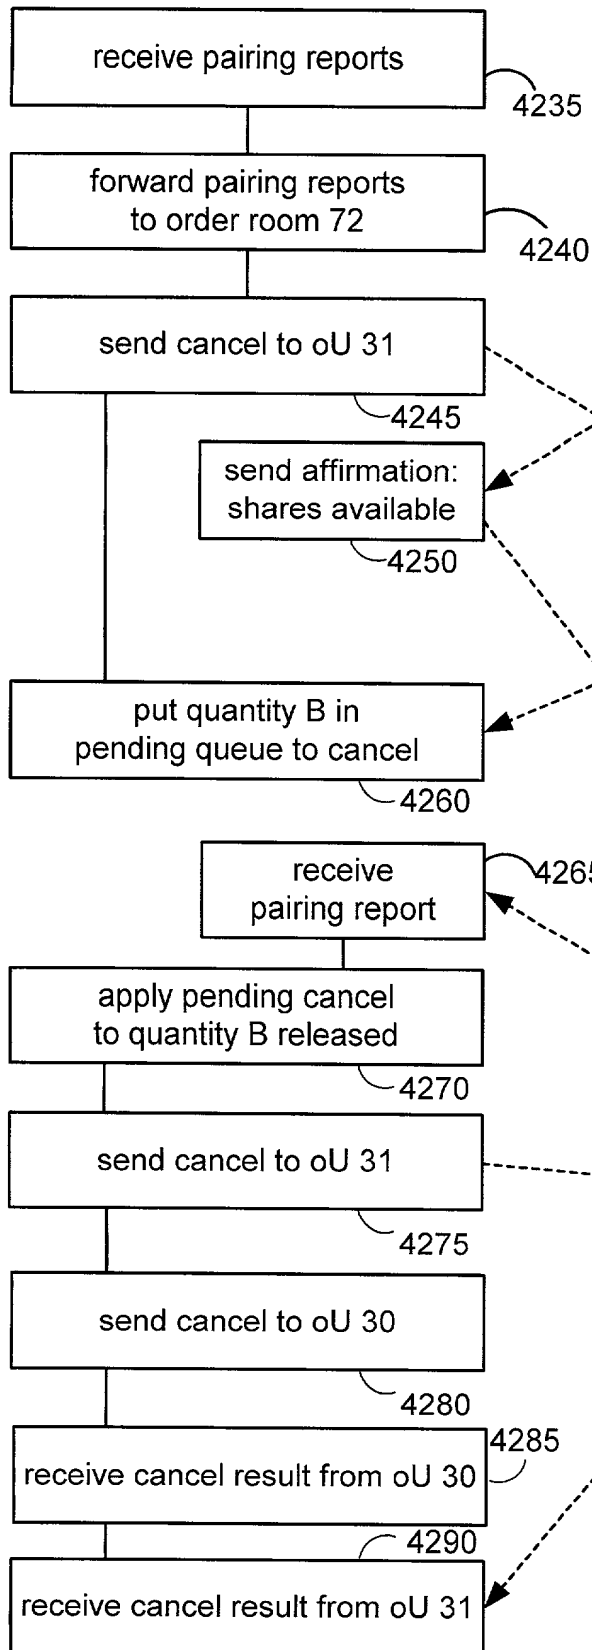 receive pairing reports
4235
forward pairing reports
to order room 72
4240
send cancel to oU 31
4245
send affirmation:
shares available
4250
put quantity B in
pending queue to cancel
4260
receive
pairing report
4265
apply pending cancel
to quantity B released
4270
send cancel to oU 31
4275
send cancel to oU 30
4280
receive cancel result from oU 30
4285
4290
receive cancel result from oU 31